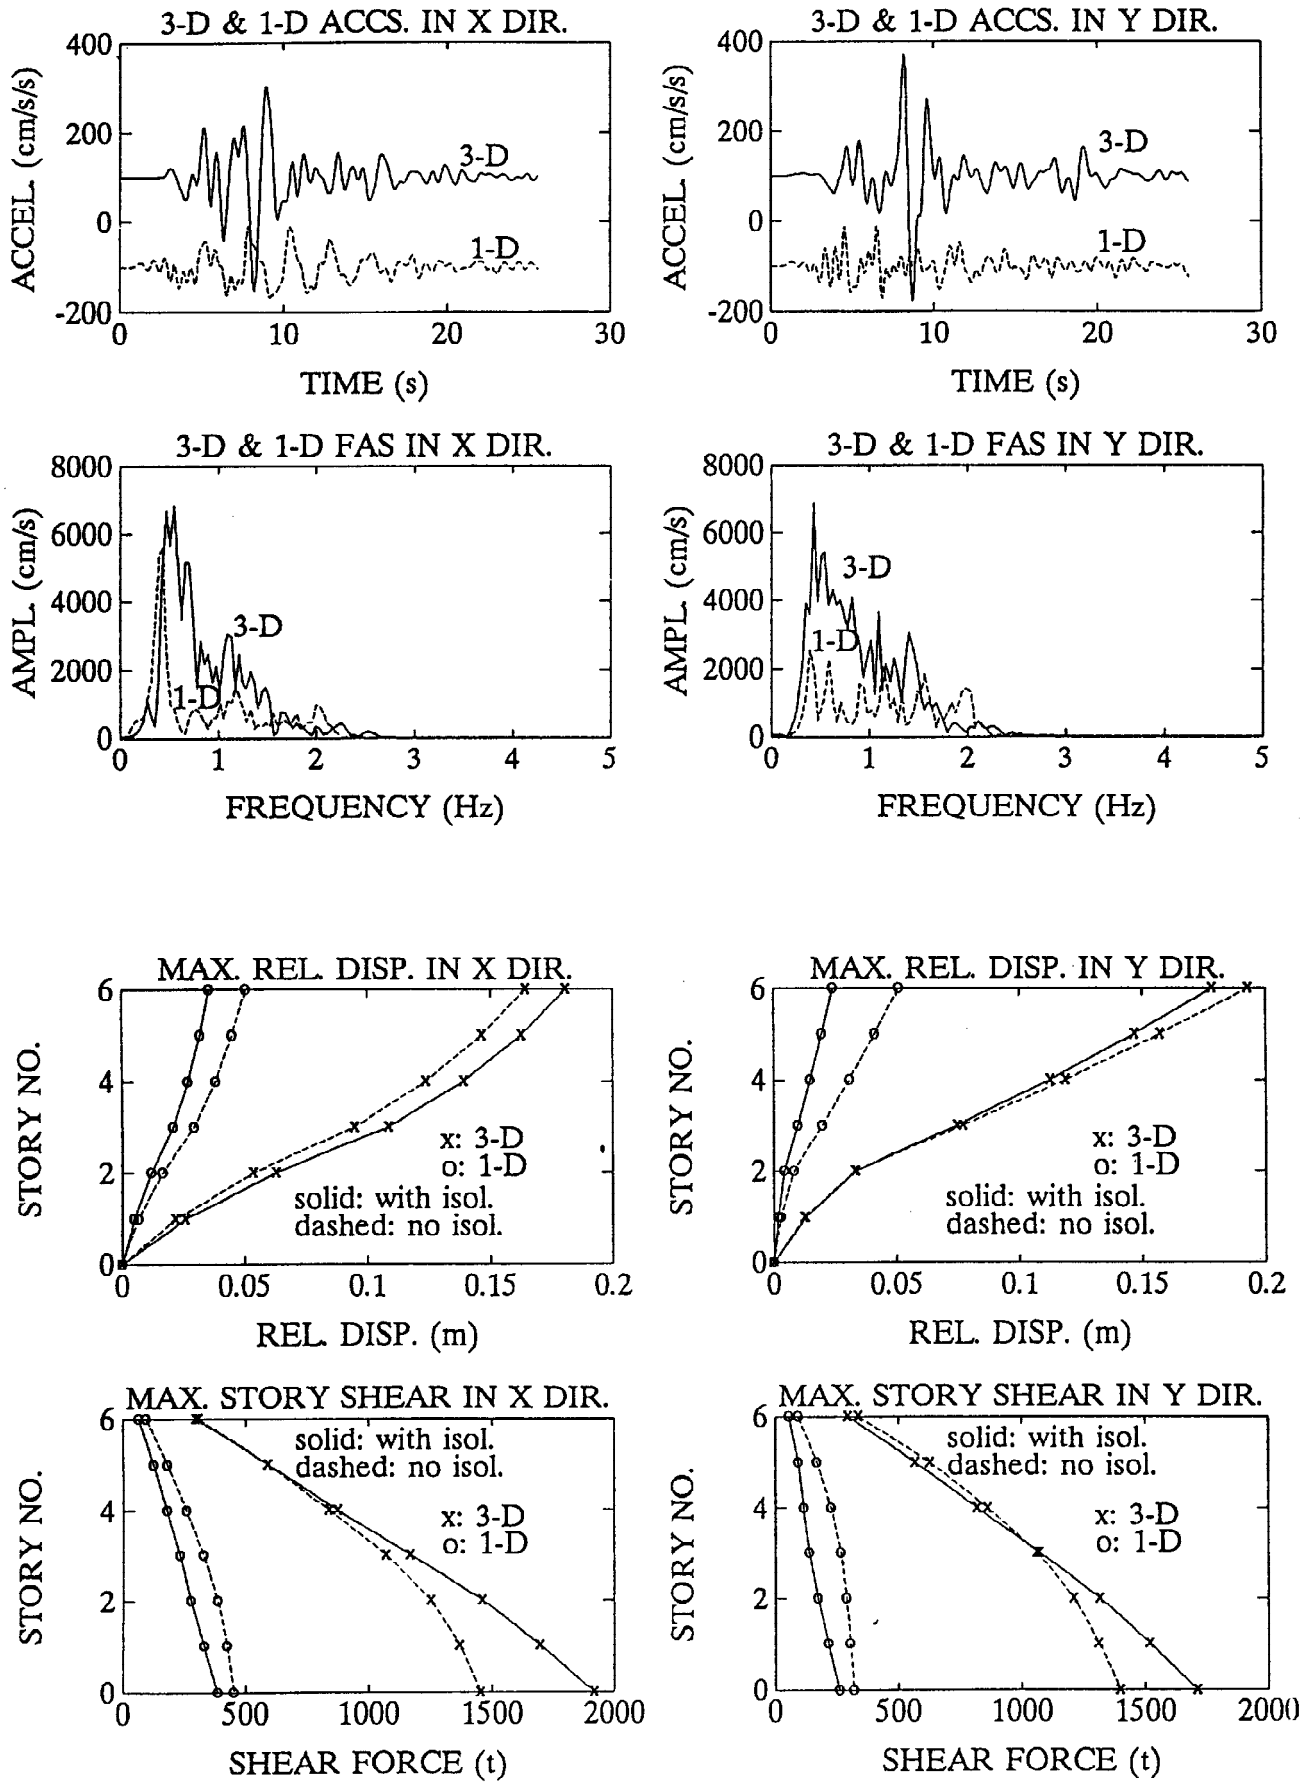 3-D & 1-D ACCS. IN X DIR.
400
200
0
-200
ACCEL. (cm/s/s)
3-D
1-D
0 10 20 30
TIME (s)
3-D & 1-D ACCS. IN Y DIR.
400
200
0
-200
ACCEL. (cm/s/s)
3-D
1-D
0 10 20 30
TIME (s)
3-D & 1-D FAS IN X DIR.
8000
6000
4000
2000
0
AMPL. (cm/s)
3-D
1-D
0 1 2 3 4 5
FREQUENCY (Hz)
3-D & 1-D FAS IN Y DIR.
8000
6000
4000
2000
0
AMPL. (cm/s)
3-D
1-D
0 1 2 3 4 5
FREQUENCY (Hz)
MAX. REL. DISP. IN X DIR.
6
4
2
0
STORY NO.
x: 3-D
o: 1-D
solid: with isol.
dashed: no isol.
0 0.05 0.1 0.15 0.2
REL. DISP. (m)
MAX. REL. DISP. IN Y DIR.
6
4
2
0
STORY NO.
x: 3-D
o: 1-D
solid: with isol.
dashed: no isol.
0 0.05 0.1 0.15 0.2
REL. DISP. (m)
MAX. STORY SHEAR IN X DIR.
6
4
2
0
STORY NO.
solid: with isol.
dashed: no isol.
x: 3-D
o: 1-D
0 500 1000 1500 2000
SHEAR FORCE (t)
MAX. STORY SHEAR IN Y DIR.
6
4
2
0
STORY NO.
solid: with isol.
dashed: no isol.
x: 3-D
o: 1-D
0 500 1000 1500 2000
SHEAR FORCE (t)